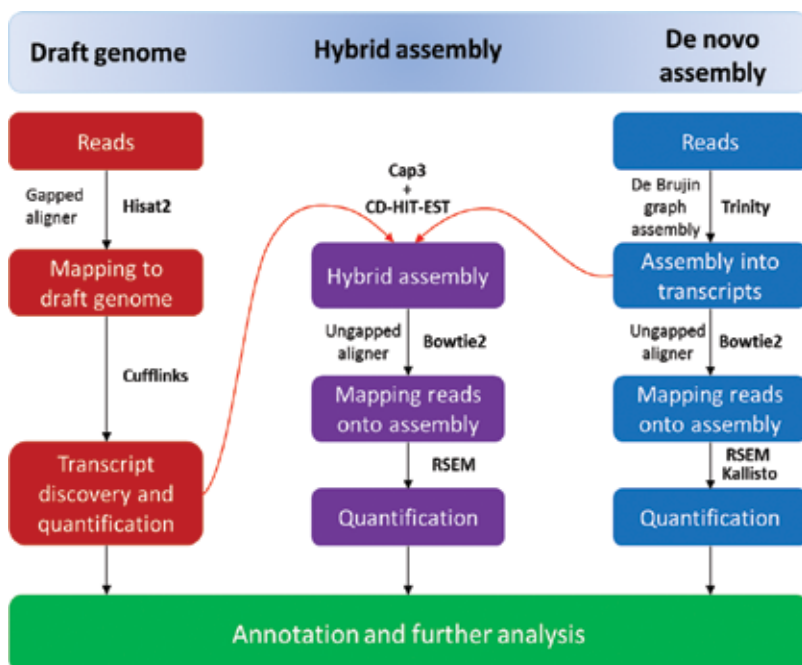 Draft genome
Hybrid assembly
De novo
assembly
Reads
Gapped
aligner
Hisat2
Mapping to
draft genome
Cufflinks
Transcript
discovery and
quantification
Cap3
+
CD-HIT-EST
Hybrid assembly
Ungapped
aligner
Bowtie2
Mapping reads
onto assembly
RSEM
Quantification
Reads
De Brujin
graph
assembly
Trinity
Assembly into
transcripts
Ungapped
aligner
Bowtie2
Mapping reads
onto assembly
RSEM
Kallisto
Quantification
Annotation and further analysis